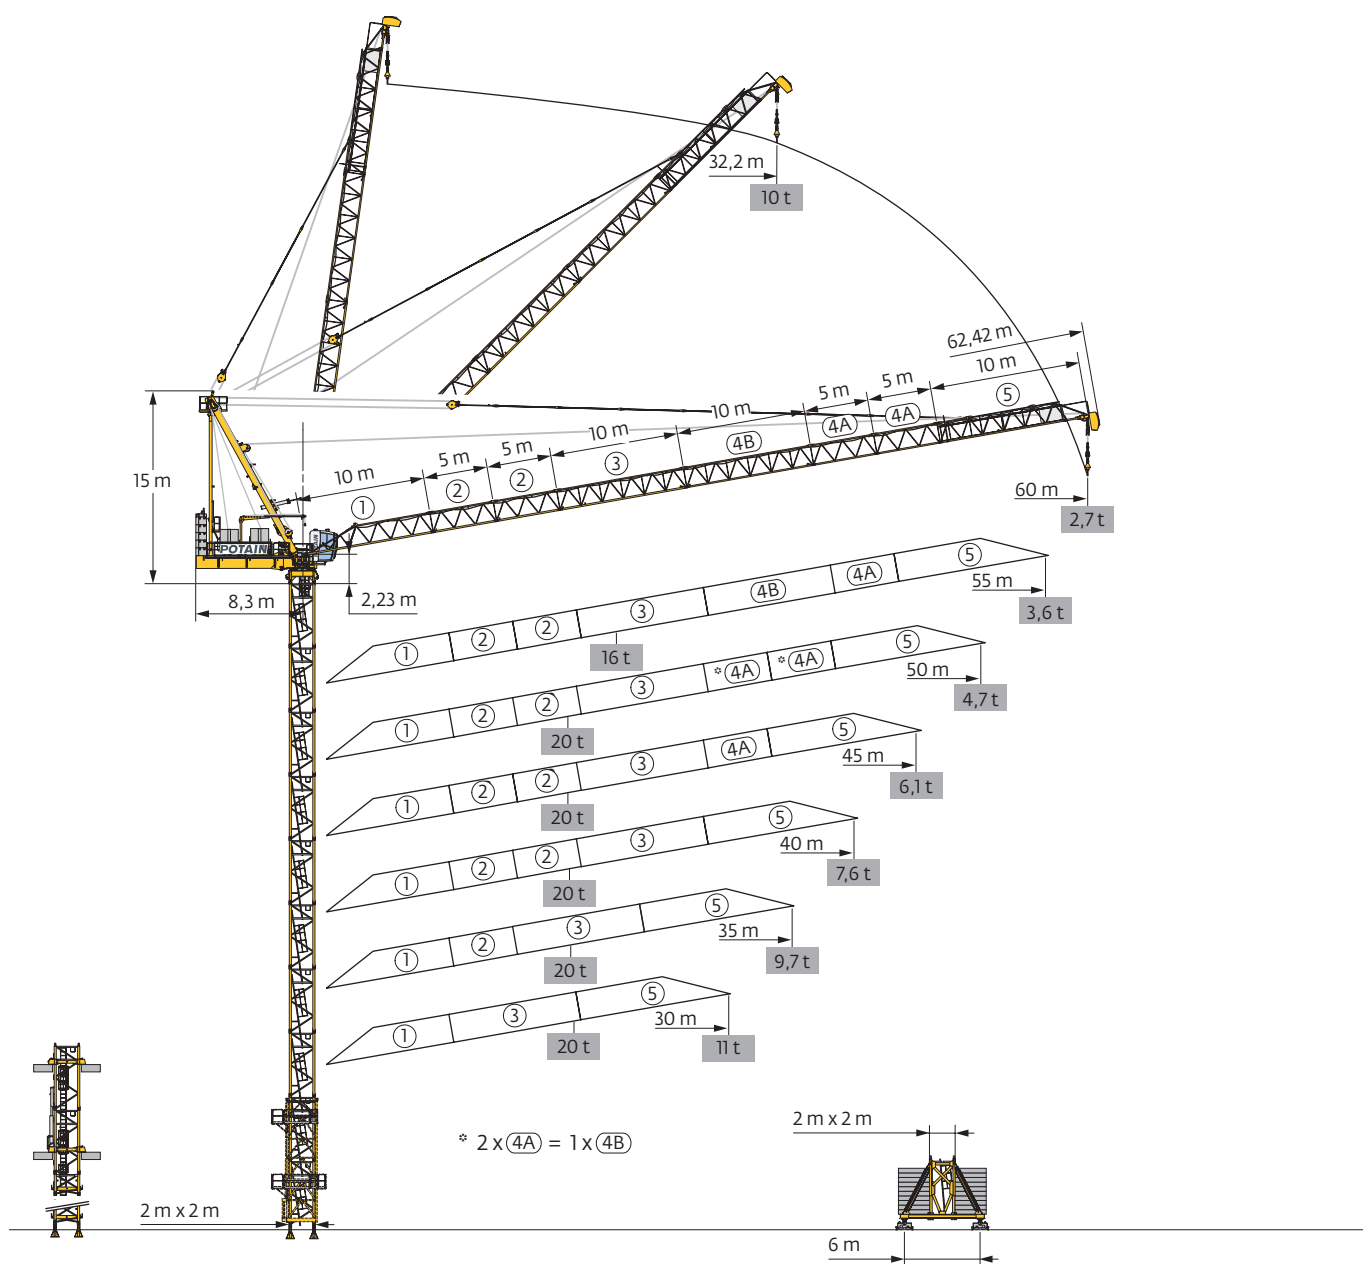 32,2 m
10 t
62,42 m
10 m
5 m
5 m
⑤
10 m
4A
4A
10 m
4B
5 m
③
5 m
②
10 m
②
15 m
①
60 m
2,7 t
POTAIN
8,3 m
2,23 m
① ② ② ③ 4B 4A ⑤
55 m
3,6 t
16 t
① ② ② ③ *4A *4A ⑤
50 m
4,7 t
20 t
① ② ② ③ 4A ⑤
45 m
6,1 t
20 t
① ② ② ③ ⑤
40 m
7,6 t
20 t
① ② ③ ⑤
35 m
9,7 t
20 t
① ③ ⑤
30 m
11 t
20 t
* 2 x 4A = 1 x 4B
2 m x 2 m
2 m x 2 m
6 m